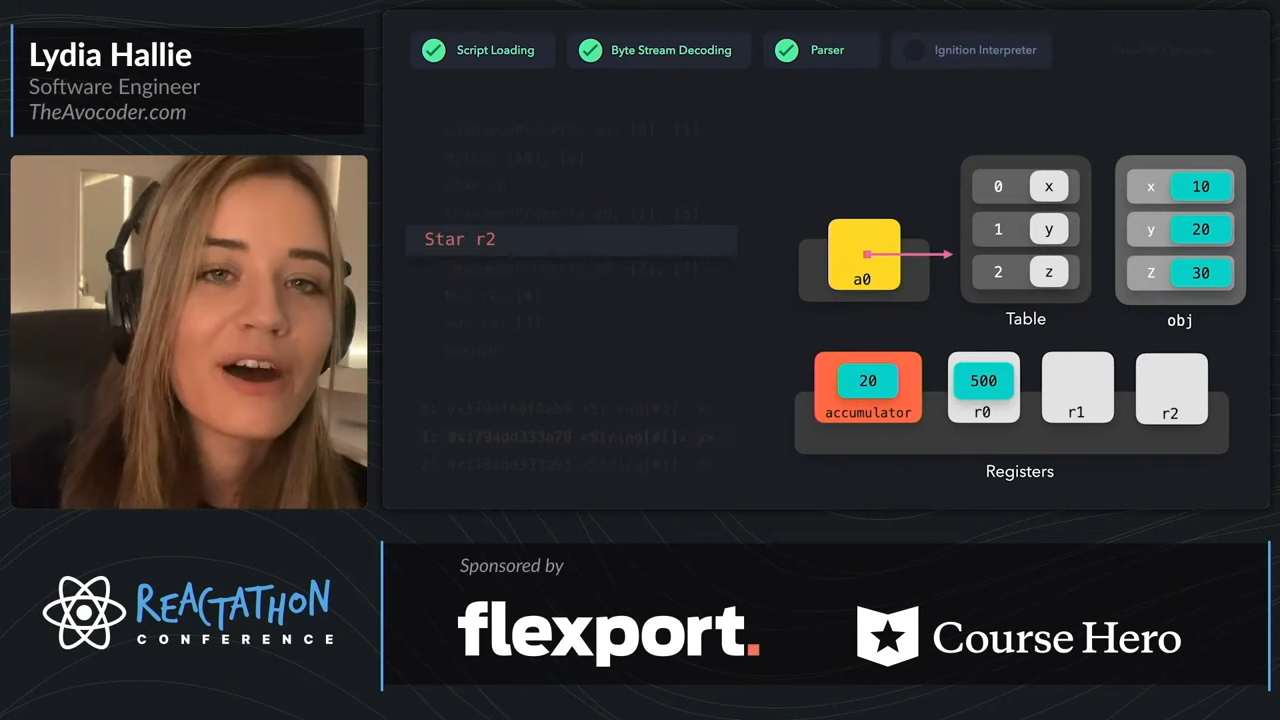 Lydia Hallie
Software Engineer
TheAvocoder.com
Script Loading
Byte Stream Decoding
Parser
Ignition Interpreter
Star r2
a0
0 x
1 y
2 z
Table
x 10
y 20
Z 30
obj
20
accumulator
500
r0
r1
r2
Registers
REACTATHON
CONFERENCE
Sponsored by
flexport.
Course Hero